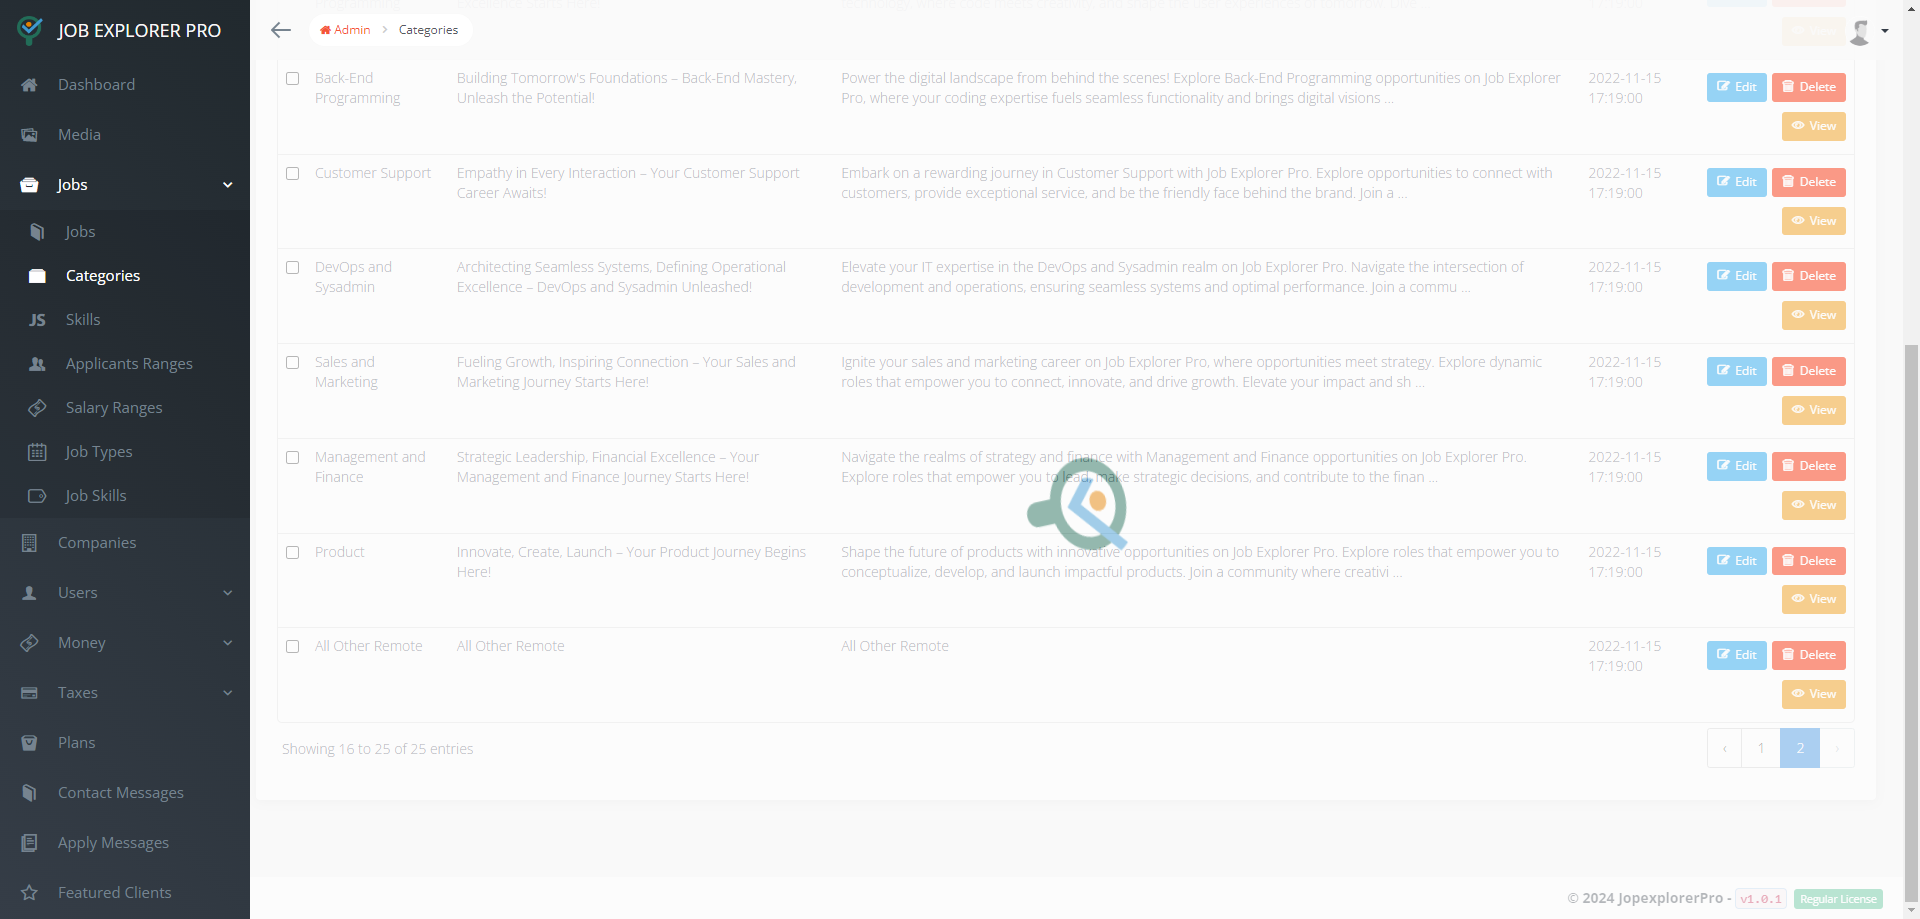 JOB EXPLORER PRO
Admin
Categories
Dashboard
Media
Jobs
Jobs
Categories
JS Skills
Applicants Ranges
Salary Ranges
Job Types
Job Skills
Companies
Users
Money
Taxes
Plans
Contact Messages
Apply Messages
Featured Clients
Back-End
Programming
Building Tomorrow's Foundations – Back-End Mastery,
Unleash the Potential!
Power the digital landscape from behind the scenes! Explore Back-End Programming opportunities on Job Explorer
Pro, where your coding expertise fuels seamless functionality and brings digital visions ...
2022-11-15
17:19:00
Edit
Delete
View
Customer Support
Empathy in Every Interaction – Your Customer Support
Career Awaits!
Embark on a rewarding journey in Customer Support with Job Explorer Pro. Explore opportunities to connect with
customers, provide exceptional service, and be the friendly face behind the brand. Join a ...
2022-11-15
17:19:00
Edit
Delete
View
DevOps and
Sysadmin
Architecting Seamless Systems, Defining Operational
Excellence – DevOps and Sysadmin Unleashed!
Elevate your IT expertise in the DevOps and Sysadmin realm on Job Explorer Pro. Navigate the intersection of
development and operations, ensuring seamless systems and optimal performance. Join a commu ...
2022-11-15
17:19:00
Edit
Delete
View
Sales and
Marketing
Fueling Growth, Inspiring Connection – Your Sales and
Marketing Journey Starts Here!
Ignite your sales and marketing career on Job Explorer Pro, where opportunities meet strategy. Explore dynamic
roles that empower you to connect, innovate, and drive growth. Elevate your impact and sh ...
2022-11-15
17:19:00
Edit
Delete
View
Management and
Finance
Strategic Leadership, Financial Excellence – Your
Management and Finance Journey Starts Here!
Navigate the realms of strategy and finance with Management and Finance opportunities on Job Explorer Pro.
Explore roles that empower you to lead, make strategic decisions, and contribute to the finan ...
2022-11-15
17:19:00
Edit
Delete
View
Product
Innovate, Create, Launch – Your Product Journey Begins
Here!
Shape the future of products with innovative opportunities on Job Explorer Pro. Explore roles that empower you to
conceptualize, develop, and launch impactful products. Join a community where creativi ...
2022-11-15
17:19:00
Edit
Delete
View
All Other Remote
All Other Remote
All Other Remote
2022-11-15
17:19:00
Edit
Delete
View
Showing 16 to 25 of 25 entries
‹ 1 2 ›
© 2024 JopexplorerPro - v1.0.1 Regular License